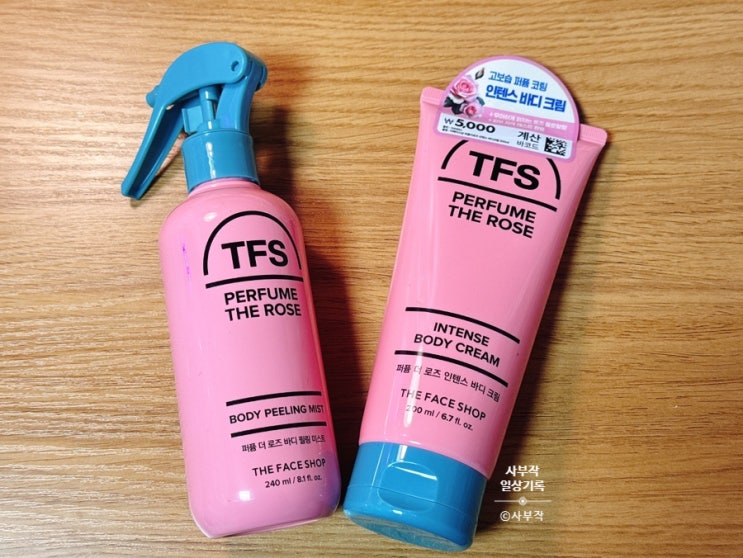 TFS
PERFUME
THE ROSE
BODY PEELING MIST
퍼퓸 더 로즈 바디 필링 미스트
THE FACE SHOP
240 ml / 8.1 fl. oz.
고보습 퍼퓸 크림
인텐스 바디 크림
₩5,000
계산
바코드
TFS
PERFUME
THE ROSE
INTENSE
BODY CREAM
퍼퓸 더 로즈 인텐스 바디 크림
THE FACE SHOP
200 ml / 6.7 fl. oz.
사부작
일상기록
©사부작